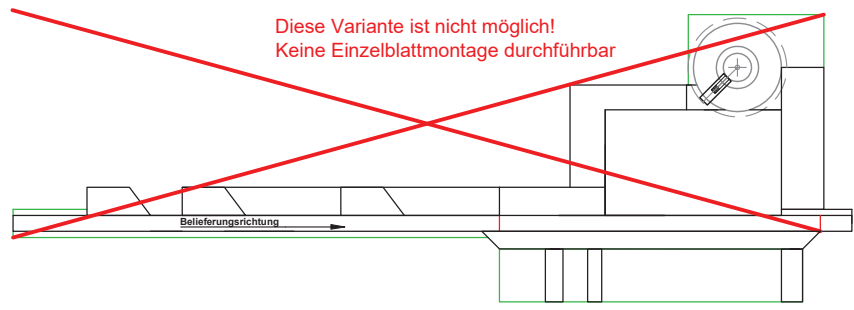 Diese Variante ist nicht möglich!
Keine Einzelblattmontage durchführbar
Belieferungsrichtung